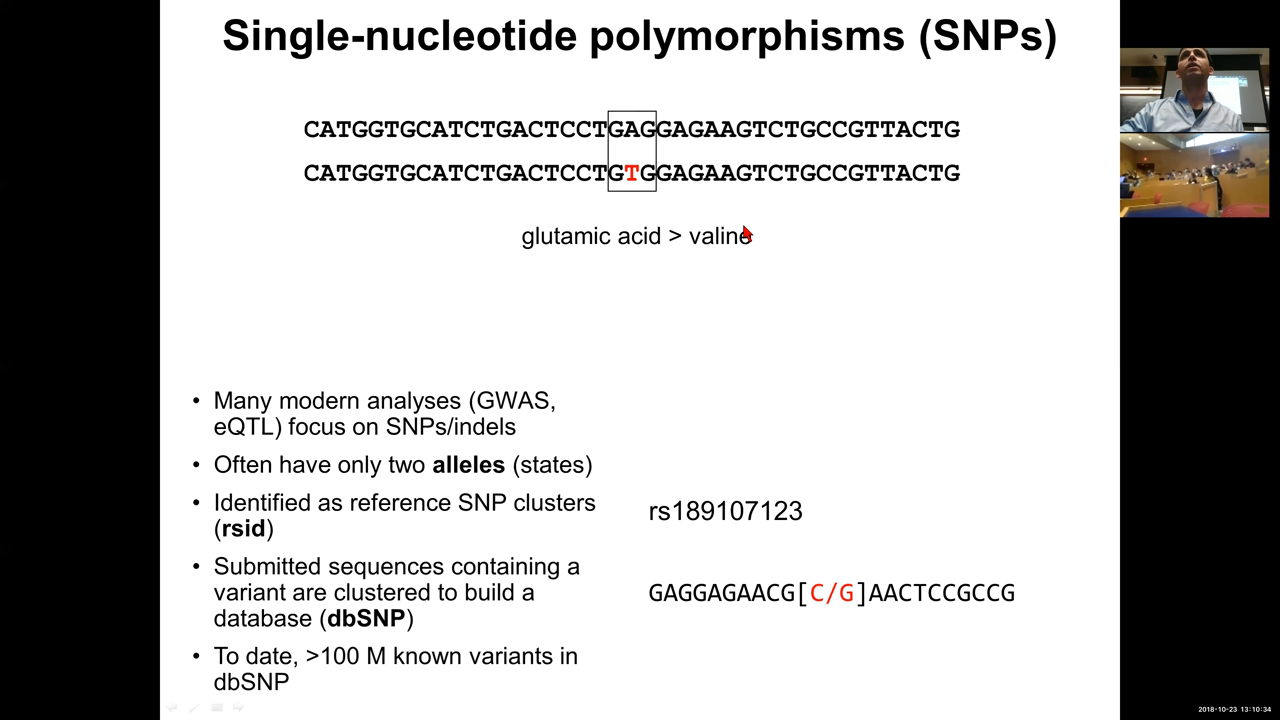 Single-nucleotide polymorphisms (SNPs)
CATGGTGCATCTGACTCCTGAGGAGAAGTCTGCCGTTACTG
CATGGTGCATCTGACTCCTGTGGAGAAGTCTGCCGTTACTG
glutamic acid > valine
• Many modern analyses (GWAS,
eQTL) focus on SNPs/indels
• Often have only two alleles (states)
• Identified as reference SNP clusters
(rsid)
rs189107123
• Submitted sequences containing a
variant are clustered to build a
database (dbSNP)
GAGGAGAACG[C/G]AACTCCGCCG
• To date, >100 M known variants in
dbSNP
2018-10-23 13:10:34